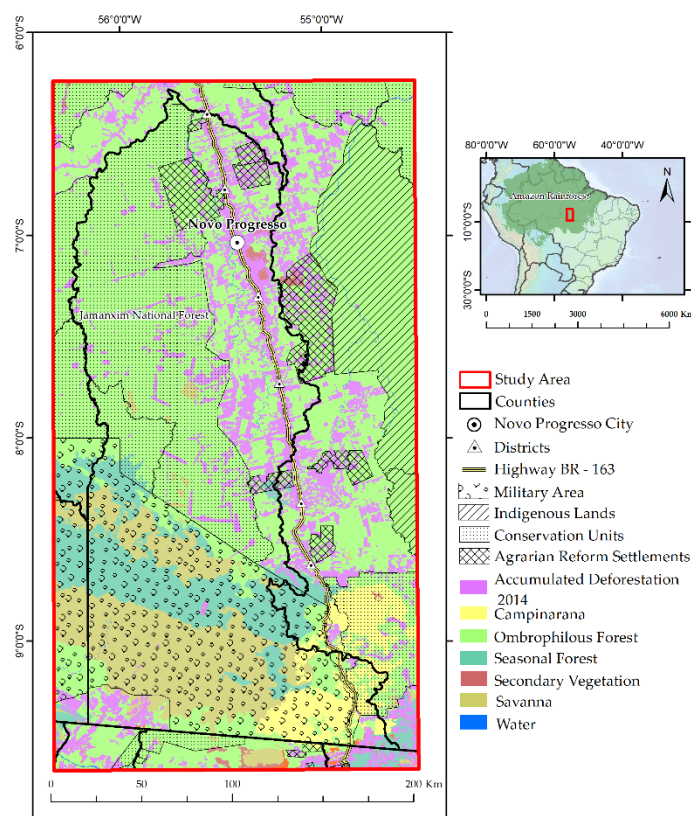 56°0'0"W 55°0'0"W
6°0'0"S
7°0'0"S
8°0'0"S
9°0'0"S
Novo Progresso
Jamanxim National Forest
0 50 100 200 Km
80°0'0"W 60°0'0"W 40°0'0"W
N
Amazon Rainforest
10°0'0"S
30°0'0"S
0 1500 3000 6000 Km
Study Area
Counties
Novo Progresso City
Districts
Highway BR - 163
Military Area
Indigenous Lands
Conservation Units
Agrarian Reform Settlements
Accumulated Deforestation
2014
Campinarana
Ombrophilous Forest
Seasonal Forest
Secondary Vegetation
Savanna
Water